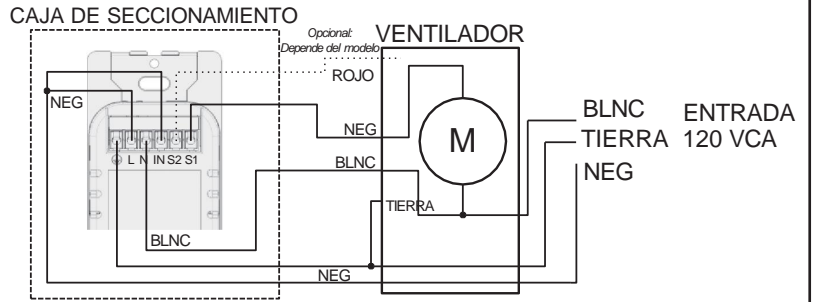 CAJA DE SECCIONAMIENTO
Opcional:
Depende del modelo
VENTILADOR
ROJO
NEG
NEG
BLNC
M
BLNC
TIERRA
NEG
ENTRADA
120 VCA
L N IN S2 S1
TIERRA
BLNC
NEG